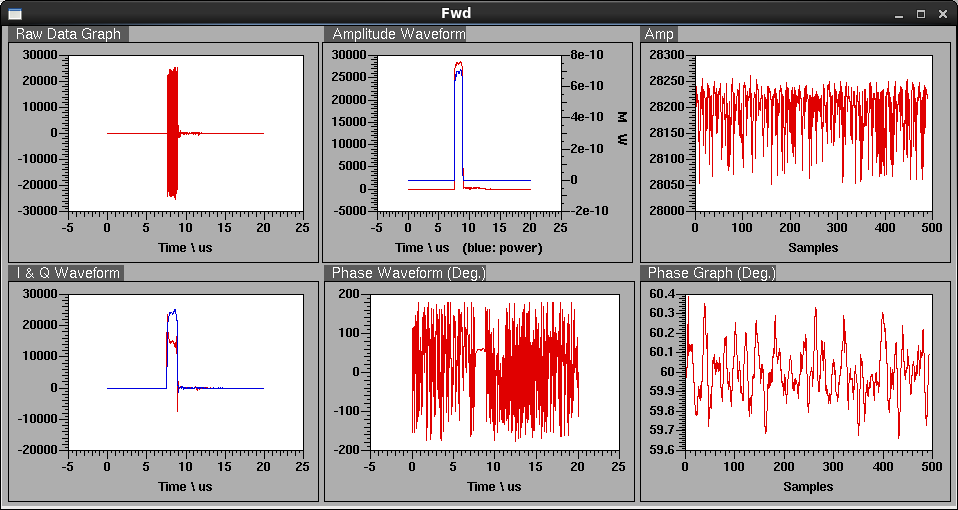 Fwd
Raw Data Graph
30000
20000
10000
0
-10000
-20000
-30000
-5 0 5 10 15 20 25
Time \ us
Amplitude Waveform
30000
25000
20000
15000
10000
5000
0
-5000
8e-10
6e-10
4e-10
2e-10
0
-2e-10
M W
-5 0 5 10 15 20 25
Time \ us (blue: power)
Amp
28300
28250
28200
28150
28100
28050
28000
0 100 200 300 400 500
Samples
I & Q Waveform
30000
20000
10000
0
-10000
-20000
-5 0 5 10 15 20 25
Time \ us
Phase Waveform (Deg.)
200
100
0
-100
-200
-5 0 5 10 15 20 25
Time \ us
Phase Graph (Deg.)
60.4
60.3
60.2
60.1
60
59.9
59.8
59.7
59.6
0 100 200 300 400 500
Samples